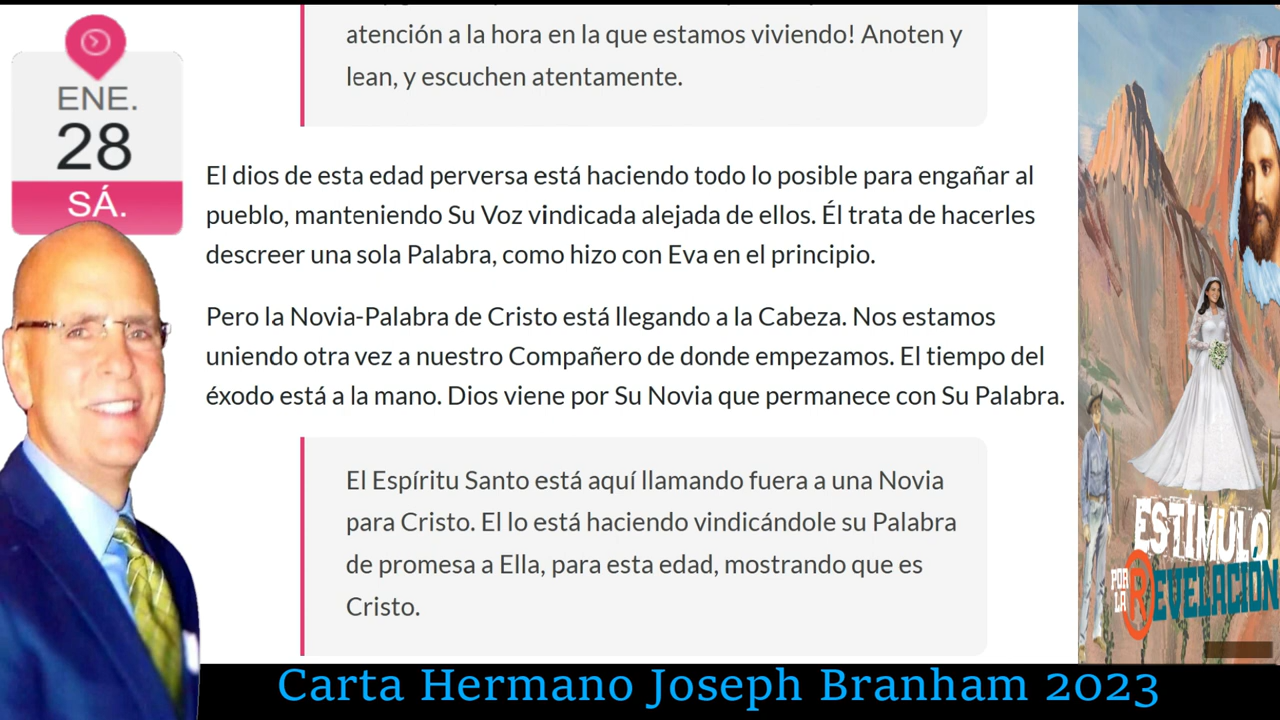 ENE.
28
SÁ.
atención a la hora en la que estamos viviendo! Anoten y
lean, y escuchen atentamente.
El dios de esta edad perversa está haciendo todo lo posible para engañar al
pueblo, manteniendo Su Voz vindicada alejada de ellos. Él trata de hacerles
descreer una sola Palabra, como hizo con Eva en el principio.
Pero la Novia-Palabra de Cristo está llegando a la Cabeza. Nos estamos
uniendo otra vez a nuestro Compañero de donde empezamos. El tiempo del
éxodo está a la mano. Dios viene por Su Novia que permanece con Su Palabra.
El Espíritu Santo está aquí llamando fuera a una Novia
para Cristo. El lo está haciendo vindicándole su Palabra
de promesa a Ella, para esta edad, mostrando que es
Cristo.
ESTÍMULO
POR LA REVELACIÓN
Carta Hermano Joseph Branham 2023